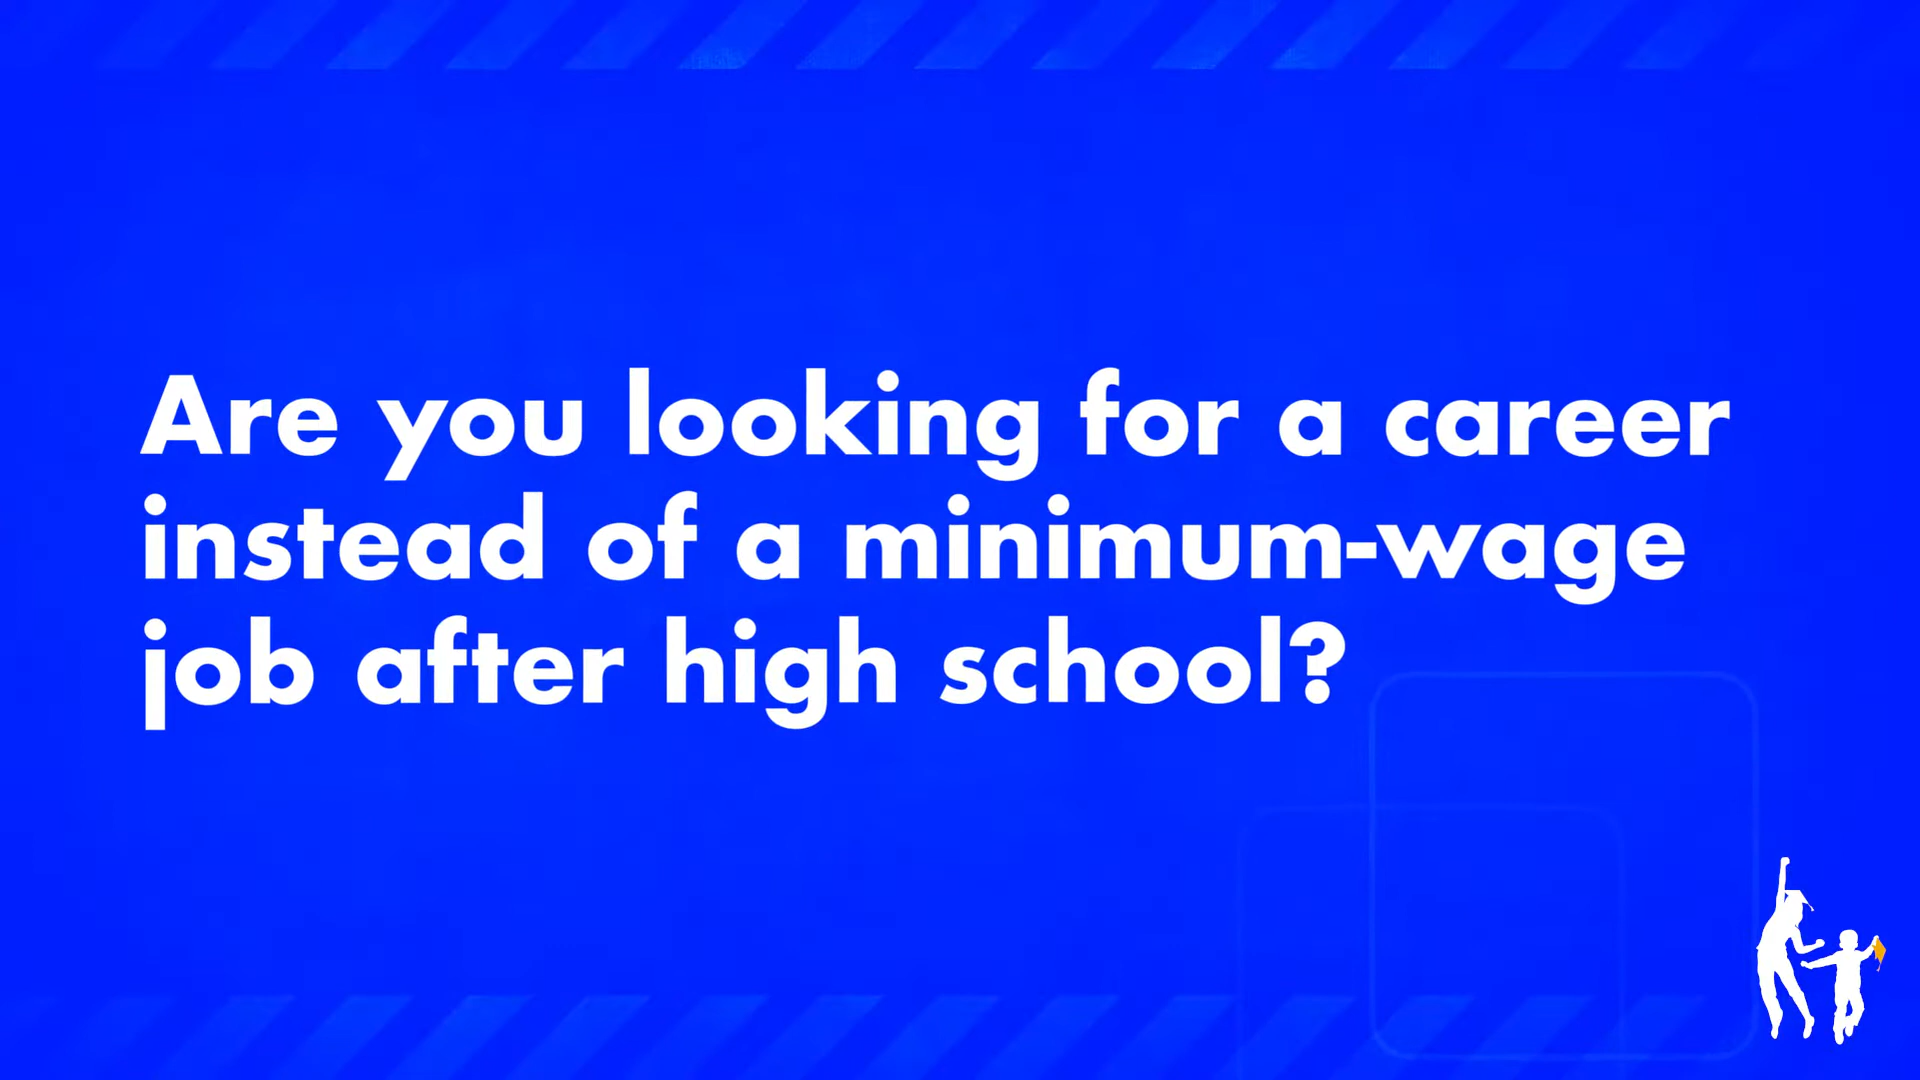 Are you looking for a career
instead of a minimum-wage
job after high school?